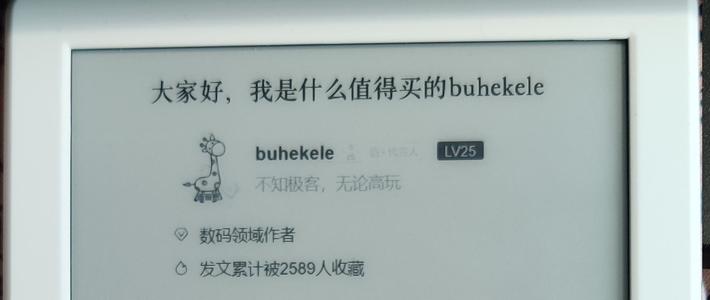 大家好，我是什么值得买的buhekele
buhekele LV25
不知极客，无论高玩
数码领域作者
发文累计被2589人收藏